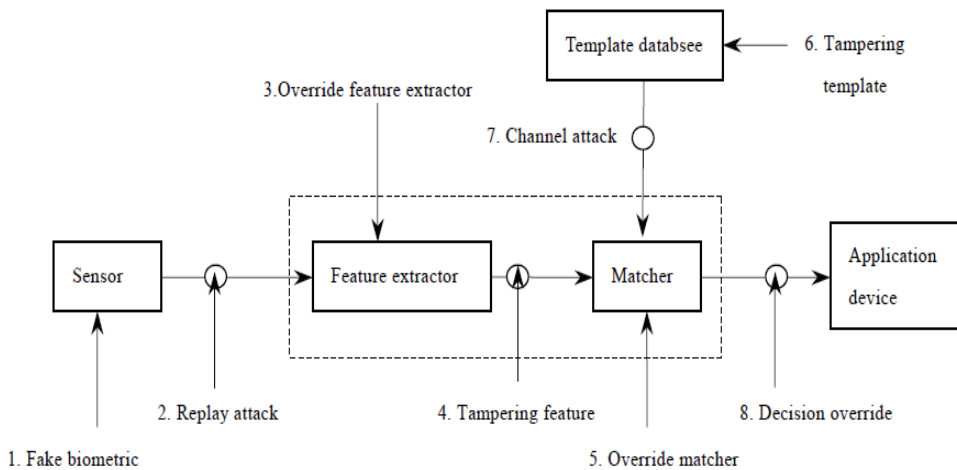 Template databsee
6. Tampering
template
3.Override feature extractor
7. Channel attack
Sensor
Feature extractor
Matcher
Application
device
2. Replay attack
4. Tampering feature
8. Decision override
1. Fake biometric
5. Override matcher